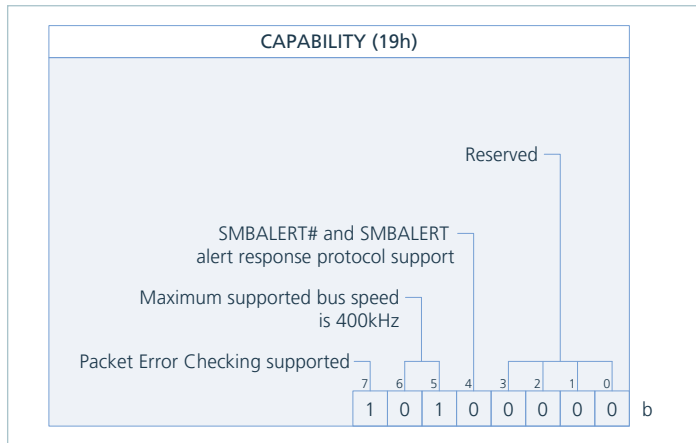 CAPABILITY (19h)
Reserved
SMBALERT# and SMBALERT
alert response protocol support
Maximum supported bus speed
is 400kHz
Packet Error Checking supported
7 6 5 4 3 2 1 0
1 0 1 0 0 0 0 0 b